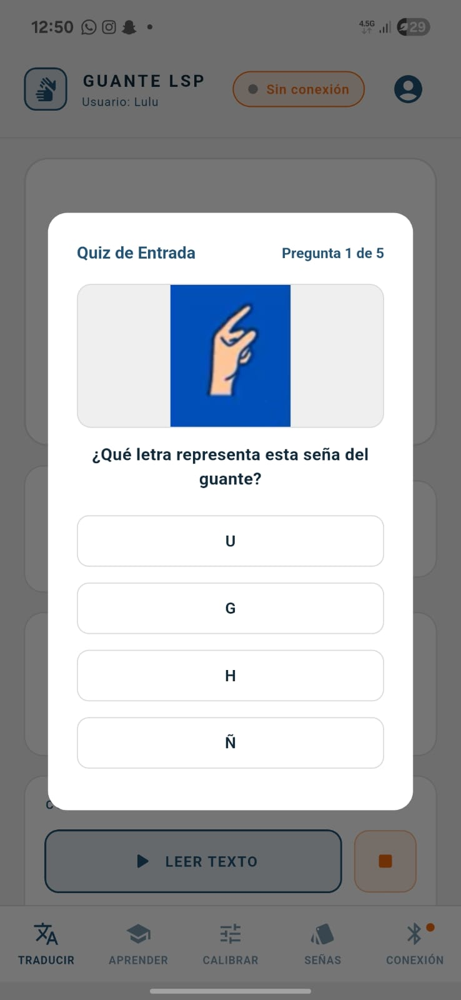 12:50
4.5G
29
GUANTE LSP
Usuario: Lulu
Sin conexión
Quiz de Entrada
Pregunta 1 de 5
¿Qué letra representa esta seña del
guante?
U
G
H
Ñ
LEER TEXTO
TRADUCIR
APRENDER
CALIBRAR
SEÑAS
CONEXIÓN